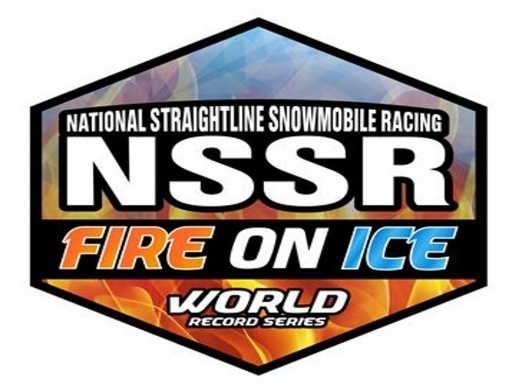 NATIONAL STRAIGHTLINE SNOWMOBILE RACING
NSSR
FIRE ON ICE
WORLD
RECORD SERIES